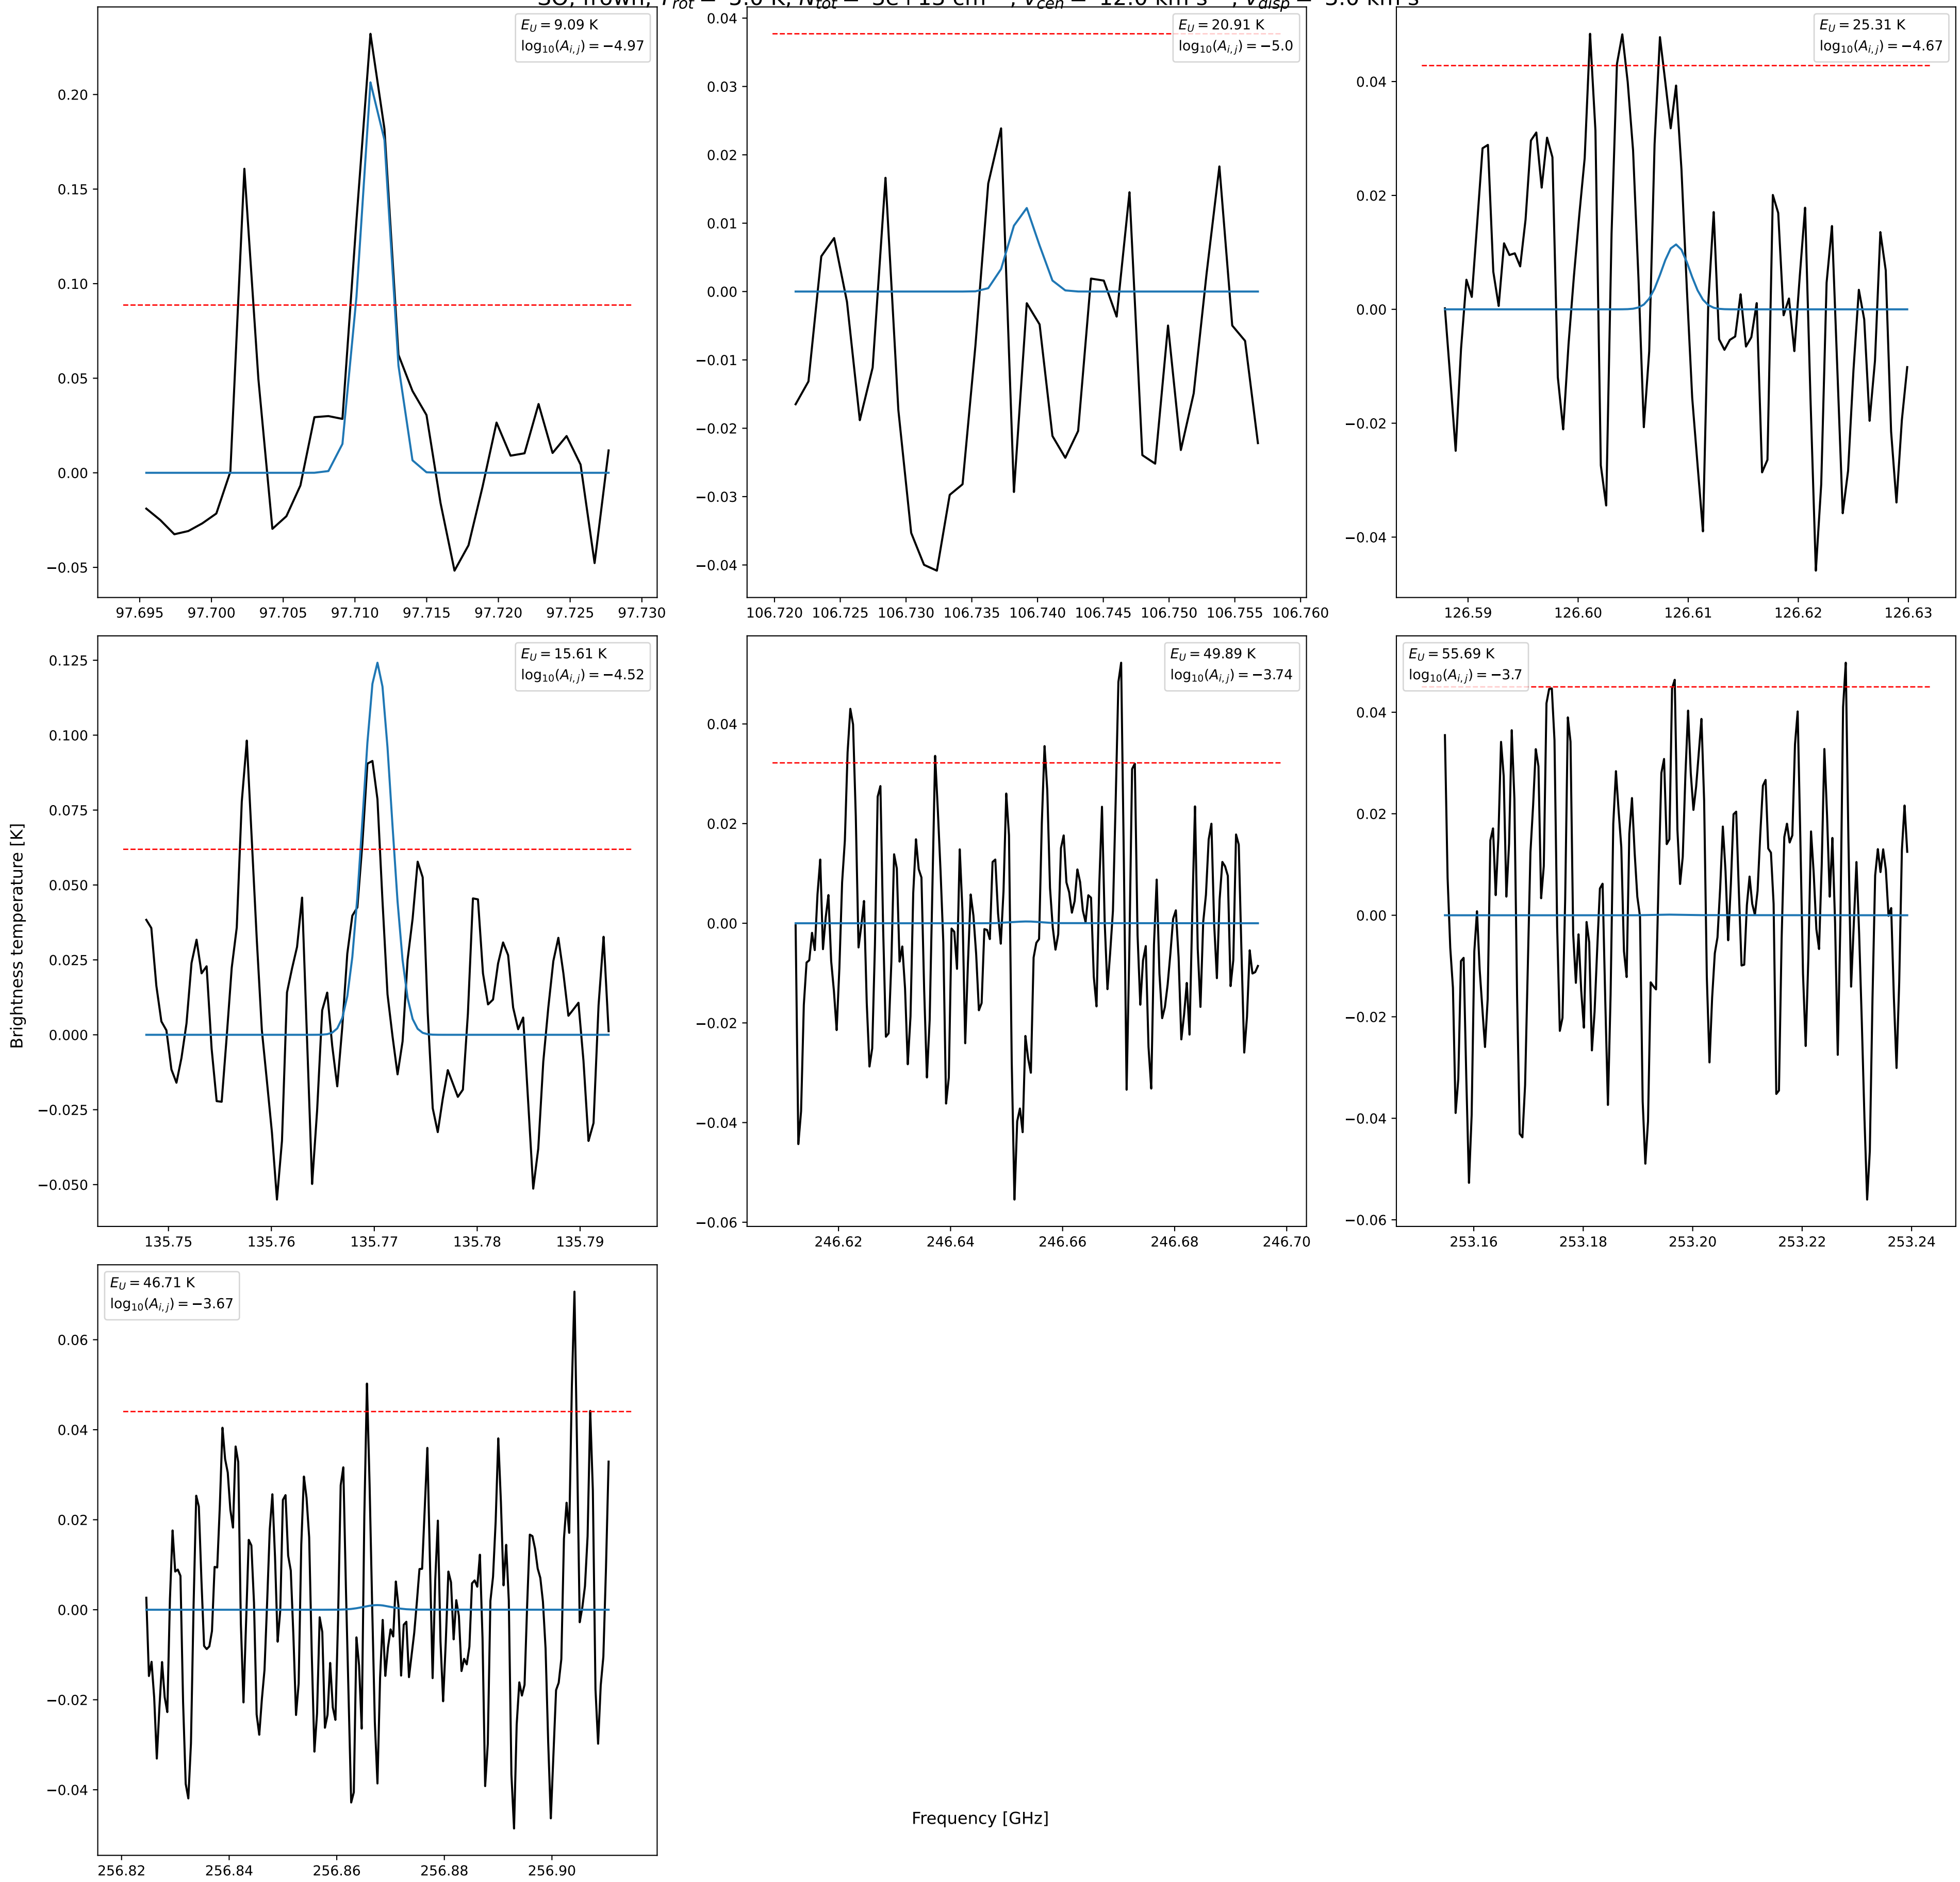 E_U = 9.09 K
log10(A_i,j) = −4.97
0.20
0.15
0.10
0.05
0.00
−0.05
97.695 97.700 97.705 97.710 97.715 97.720 97.725 97.730
E_U = 20.91 K
log10(A_i,j) = −5.0
0.04
0.03
0.02
0.01
0.00
−0.01
−0.02
−0.03
−0.04
106.720 106.725 106.730 106.735 106.740 106.745 106.750 106.755 106.760
E_U = 25.31 K
log10(A_i,j) = −4.67
0.04
0.02
0.00
−0.02
−0.04
126.59 126.60 126.61 126.62 126.63
Brightness temperature [K]
E_U = 15.61 K
log10(A_i,j) = −4.52
0.125
0.100
0.075
0.050
0.025
0.000
−0.025
−0.050
135.75 135.76 135.77 135.78 135.79
E_U = 49.89 K
log10(A_i,j) = −3.74
0.04
0.02
0.00
−0.02
−0.04
−0.06
246.62 246.64 246.66 246.68 246.70
E_U = 55.69 K
log10(A_i,j) = −3.7
0.04
0.02
0.00
−0.02
−0.04
−0.06
253.16 253.18 253.20 253.22 253.24
E_U = 46.71 K
log10(A_i,j) = −3.67
0.06
0.04
0.02
0.00
−0.02
−0.04
256.82 256.84 256.86 256.88 256.90
Frequency [GHz]